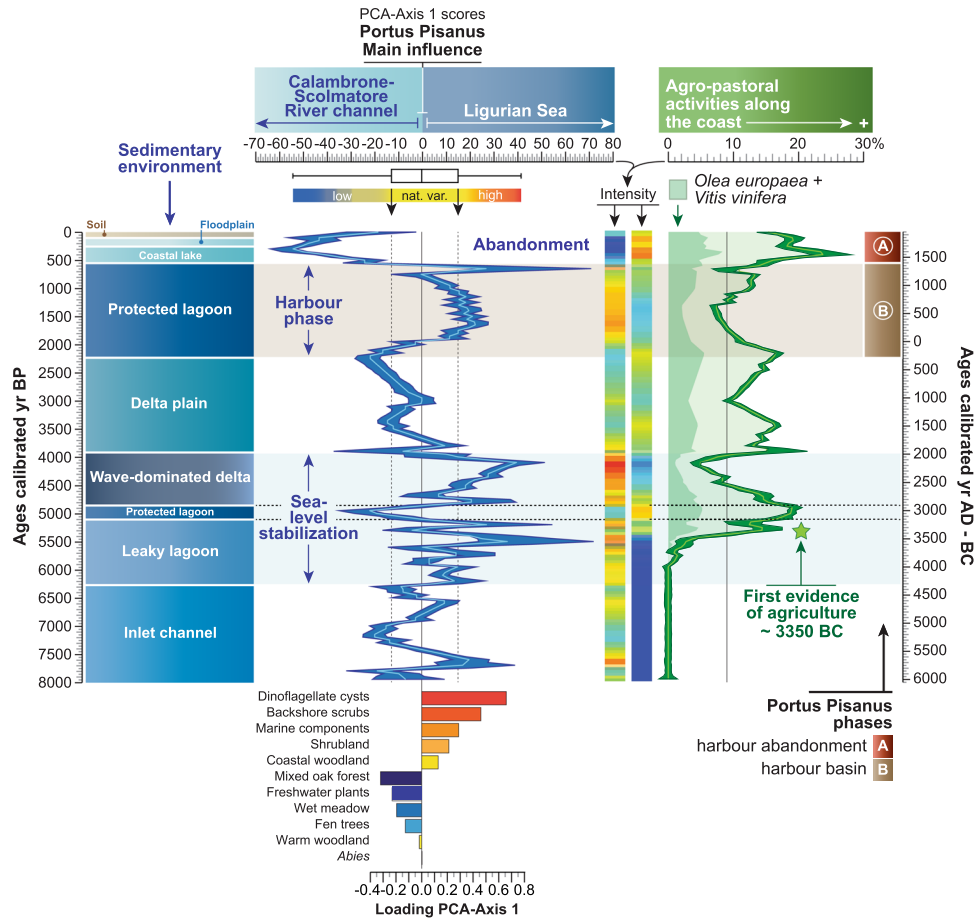 PCA-Axis 1 scores
Portus Pisanus
Main influence
Calambrone-
Scolmatore
River channel
Ligurian Sea
Agro-pastoral
activities along
the coast
+
-70 -60 -50 -40 -30 -20 -10 0 10 20 30 40 50 60 70 80
0 10 20 30%
Sedimentary
environment
low nat. var. high
Intensity
Olea europaea +
Vitis vinifera
Soil
Floodplain
Coastal lake
Protected lagoon
Delta plain
Wave-dominated delta
Protected lagoon
Leaky lagoon
Inlet channel
Abandonment
Harbour
phase
Sea-
level
stabilization
A
B
Ages calibrated yr BP
0
500
1000
1500
2000
2500
3000
3500
4000
4500
5000
5500
6000
6500
7000
7500
8000
Ages calibrated yr AD - BC
1500
1000
500
0
500
1000
1500
2000
2500
3000
3500
4000
4500
5000
5500
6000
First evidence
of agriculture
~ 3350 BC
Portus Pisanus
phases
harbour abandonment A
harbour basin B
Dinoflagellate cysts
Backshore scrubs
Marine components
Shrubland
Coastal woodland
Mixed oak forest
Freshwater plants
Wet meadow
Fen trees
Warm woodland
Abies
-0.4 -0.2 0.0 0.2 0.4 0.6 0.8
Loading PCA-Axis 1